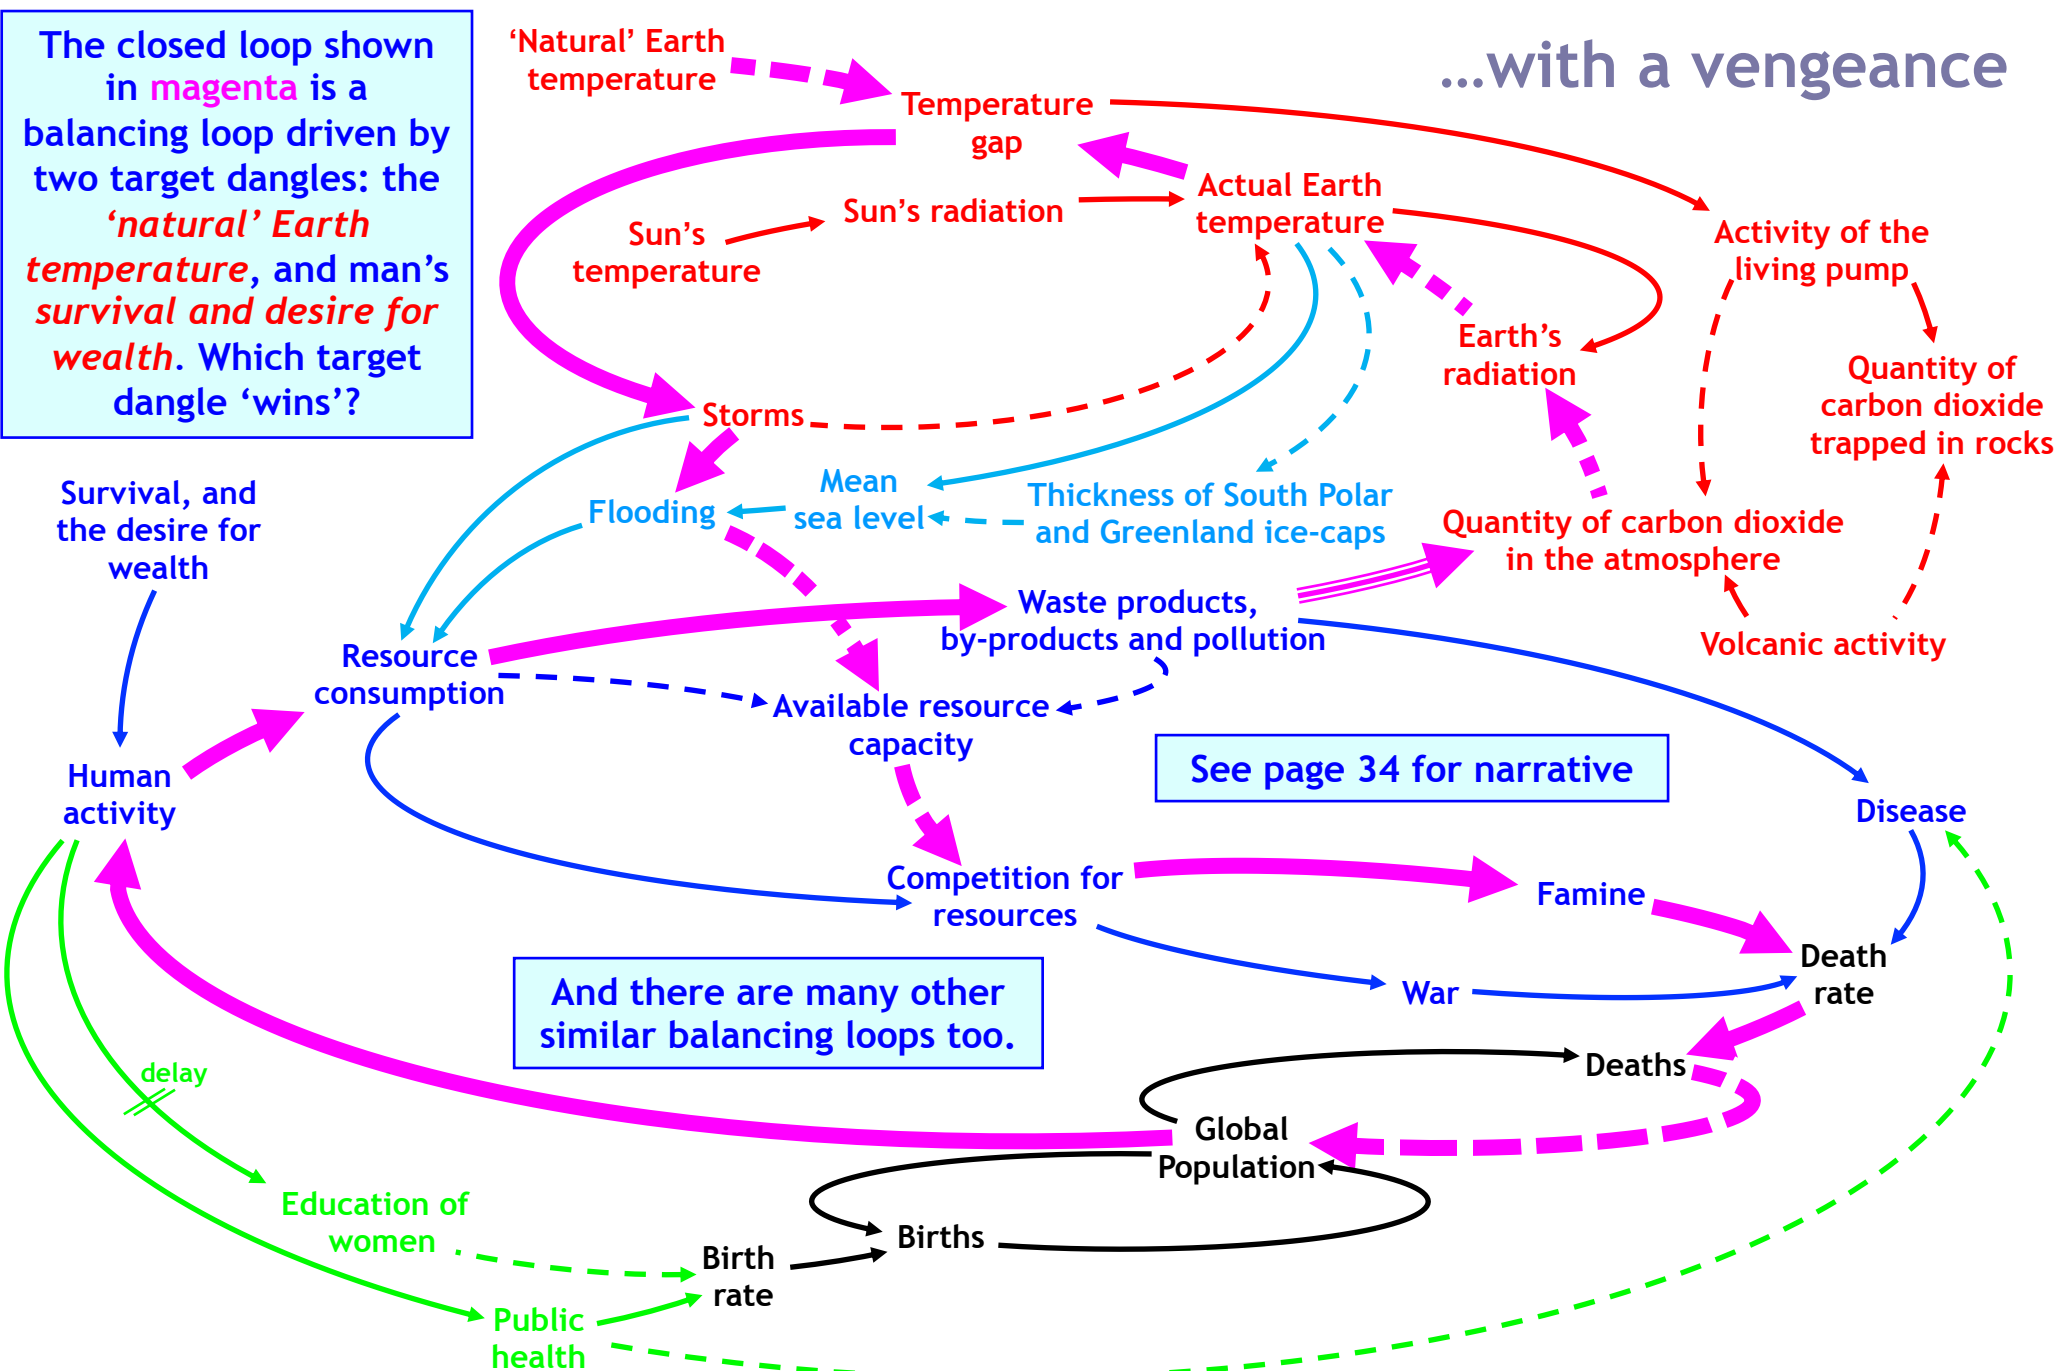 The closed loop shown
in magenta is a
balancing loop driven by
two target dangles: the
‘natural’ Earth
temperature, and man’s
survival and desire for
wealth. Which target
dangle ‘wins’?
‘Natural’ Earth
temperature
…with a vengeance
Temperature
gap
Actual Earth
temperature
Sun’s radiation
Sun’s
temperature
Activity of the
living pump
Earth’s
radiation
Quantity of
carbon dioxide
trapped in rocks
Storms
Survival, and
the desire for
wealth
Flooding
Mean
sea level
Thickness of South Polar
and Greenland ice-caps
Quantity of carbon dioxide
in the atmosphere
Waste products,
by-products and pollution
Volcanic activity
Resource
consumption
Available resource
capacity
See page 34 for narrative
Human
activity
Disease
Competition for
resources
Famine
Death
rate
War
And there are many other
similar balancing loops too.
Deaths
delay
Global
Population
Education of
women
Births
Birth
rate
Public
health